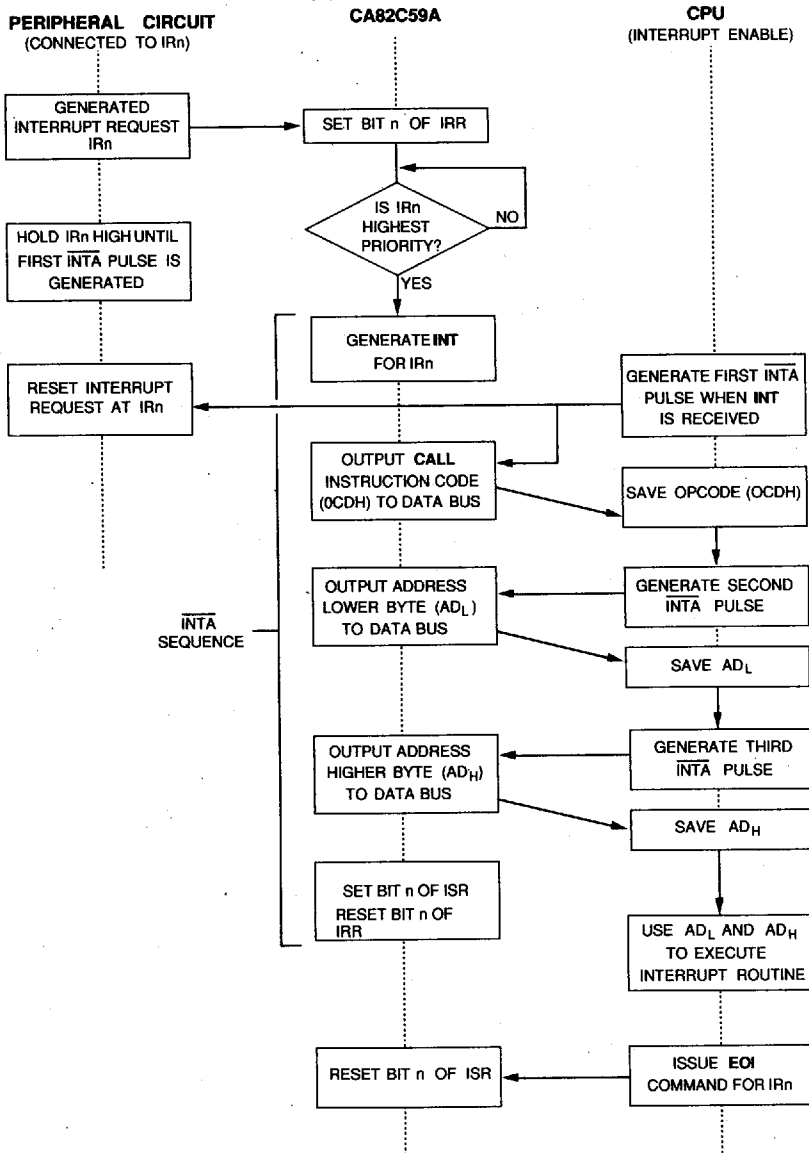 PERIPHERAL CIRCUIT
(CONNECTED TO IRn)
CA82C59A
CPU
(INTERRUPT ENABLE)
GENERATED
INTERRUPT REQUEST
IRn
SET BIT n OF IRR
IS IRn
HIGHEST
PRIORITY?
NO
YES
HOLD IRn HIGH UNTIL
FIRST INTA PULSE IS
GENERATED
GENERATE INT
FOR IRn
RESET INTERRUPT
REQUEST AT IRn
GENERATE FIRST INTA
PULSE WHEN INT
IS RECEIVED
OUTPUT CALL
INSTRUCTION CODE
(0CDH) TO DATA BUS
SAVE OPCODE (OCDH)
OUTPUT ADDRESS
LOWER BYTE (ADL)
TO DATA BUS
GENERATE SECOND
INTA PULSE
INTA
SEQUENCE
SAVE ADL
OUTPUT ADDRESS
HIGHER BYTE (ADH)
TO DATA BUS
GENERATE THIRD
INTA PULSE
SAVE ADH
SET BIT n OF ISR
RESET BIT n OF
IRR
USE ADL AND ADH
TO EXECUTE
INTERRUPT ROUTINE
RESET BIT n OF ISR
ISSUE EOI
COMMAND FOR IRn